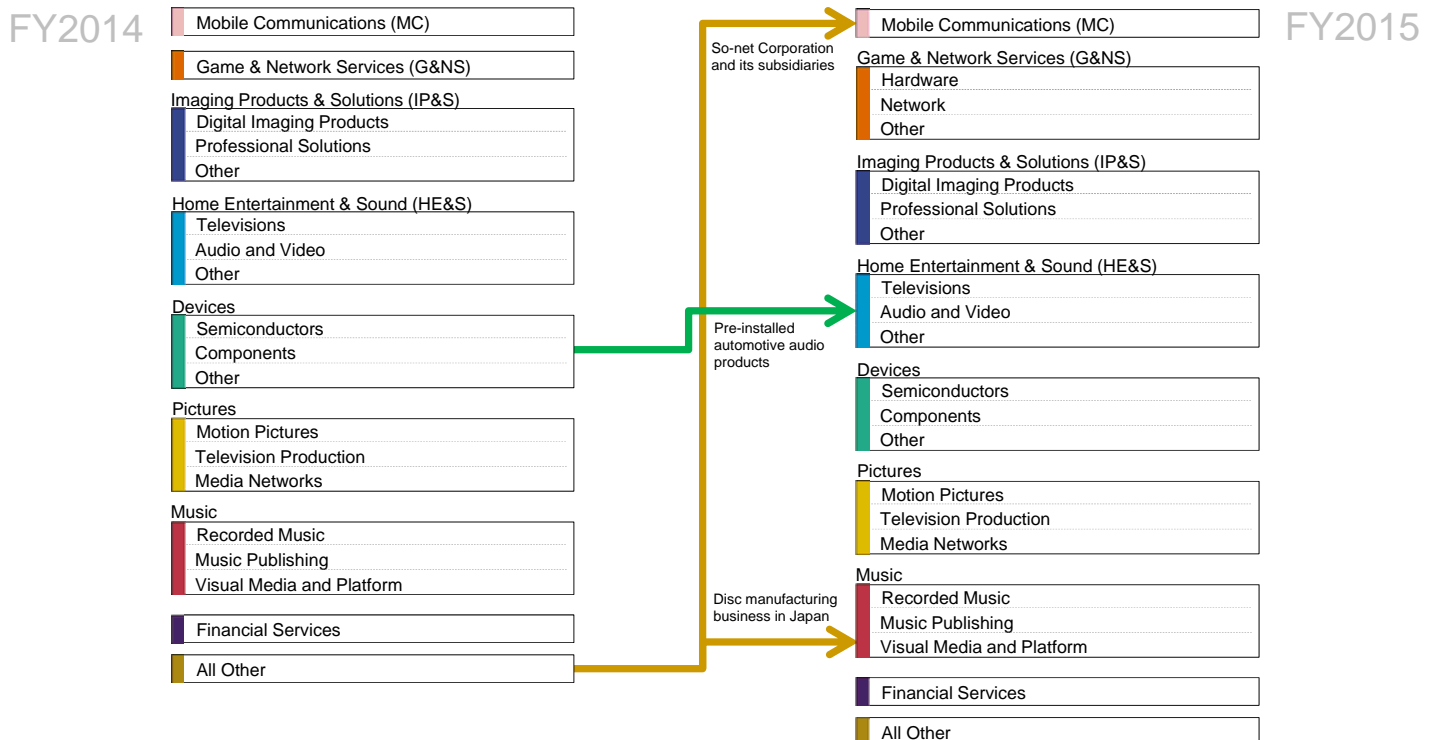 FY2014
Mobile Communications (MC)
Game & Network Services (G&NS)
Imaging Products & Solutions (IP&S)
Digital Imaging Products
Professional Solutions
Other
Home Entertainment & Sound (HE&S)
Televisions
Audio and Video
Other
Devices
Semiconductors
Components
Other
Pictures
Motion Pictures
Television Production
Media Networks
Music
Recorded Music
Music Publishing
Visual Media and Platform
Financial Services
All Other
So-net Corporation
and its subsidiaries
Pre-installed
automotive audio
products
Disc manufacturing
business in Japan
FY2015
Mobile Communications (MC)
Game & Network Services (G&NS)
Hardware
Network
Other
Imaging Products & Solutions (IP&S)
Digital Imaging Products
Professional Solutions
Other
Home Entertainment & Sound (HE&S)
Televisions
Audio and Video
Other
Devices
Semiconductors
Components
Other
Pictures
Motion Pictures
Television Production
Media Networks
Music
Recorded Music
Music Publishing
Visual Media and Platform
Financial Services
All Other